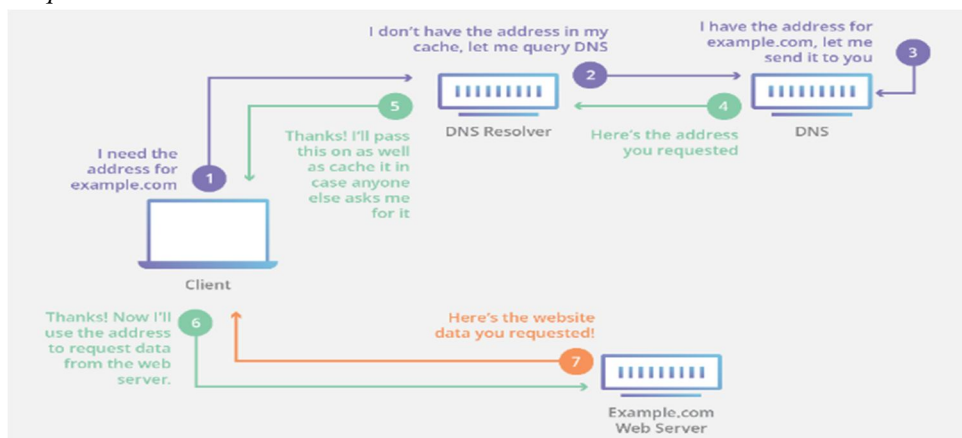 I don't have the address in my
cache, let me query DNS
I have the address for
example.com, let me
send it to you
3
2
5
4
DNS Resolver
DNS
Thanks! I'll pass
this on as well
as cache it in
case anyone
else asks me
for it
Here's the address
you requested
I need the
address for
example.com
1
Client
Thanks! Now I'll
use the address
to request data
from the web
server.
6
Here's the website
data you requested!
7
Example.com
Web Server